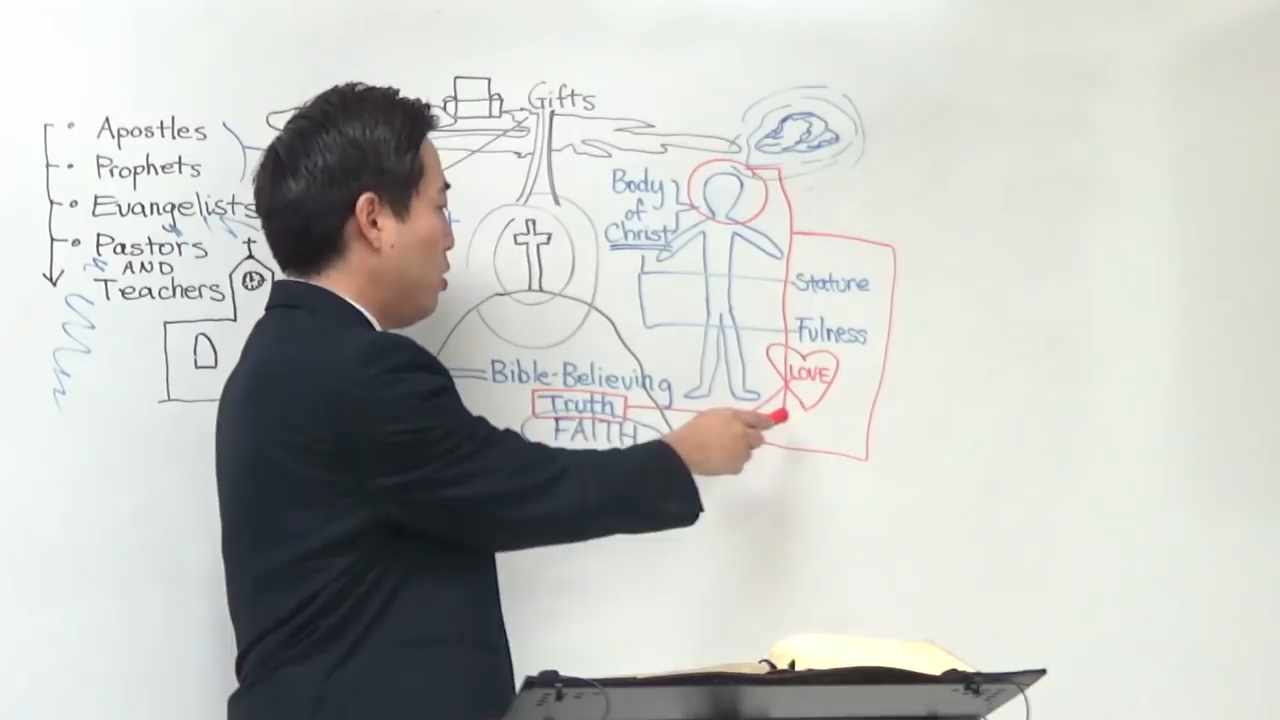 Apostles
Prophets
Evangelists
Pastors
AND
Teachers
Gifts
Body
of
Christ
Stature
Fulness
LOVE
Bible-Believing
Truth
FAITH